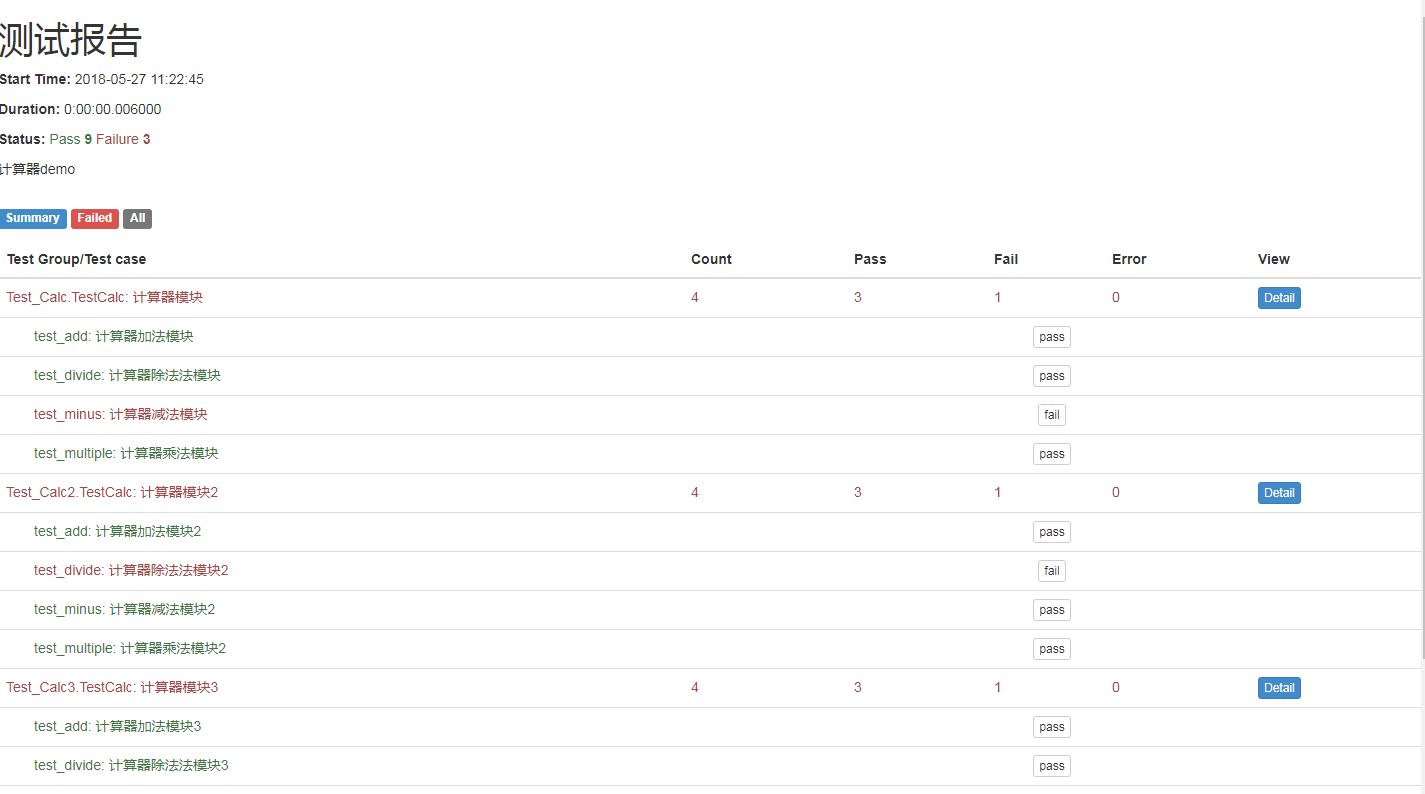 测试报告
Start Time: 2018-05-27 11:22:45
Duration: 0:00:00.006000
Status: Pass 9 Failure 3
计算器demo
Summary Failed All
Test Group/Test case Count Pass Fail Error View
Test_Calc.TestCalc: 计算器模块 4 3 1 0 Detail
test_add: 计算器加法模块 pass
test_divide: 计算器除法法模块 pass
test_minus: 计算器减法模块 fail
test_multiple: 计算器乘法模块 pass
Test_Calc2.TestCalc: 计算器模块2 4 3 1 0 Detail
test_add: 计算器加法模块2 pass
test_divide: 计算器除法法模块2 fail
test_minus: 计算器减法模块2 pass
test_multiple: 计算器乘法模块2 pass
Test_Calc3.TestCalc: 计算器模块3 4 3 1 0 Detail
test_add: 计算器加法模块3 pass
test_divide: 计算器除法法模块3 pass